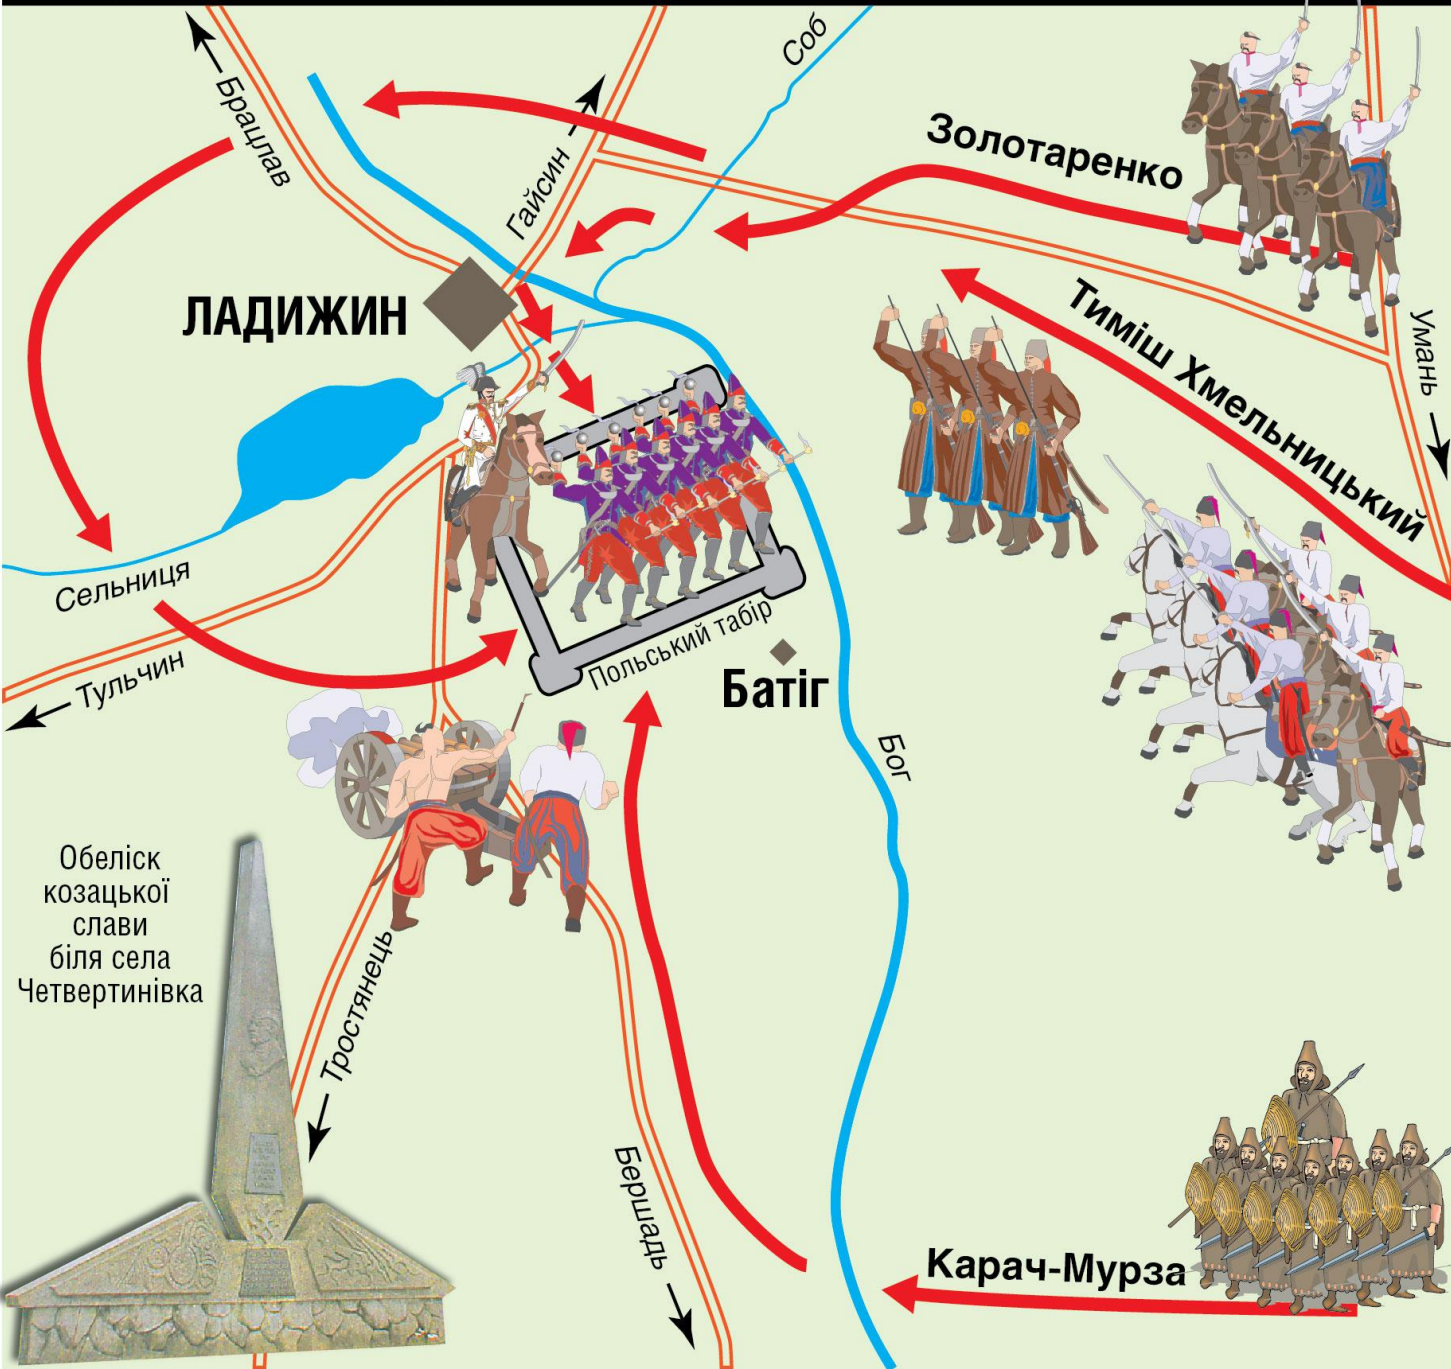 Соб
Брацлав
Гайсин
Золотаренко
ЛАДИЖИН
Тиміш Хмельницький
Умань
Сельниця
Тульчин
Польський табір
Батіг
Бог
Обеліск
козацької
слави
біля села
Четвертинівка
Тростянець
Бершадь
Карач-Мурза